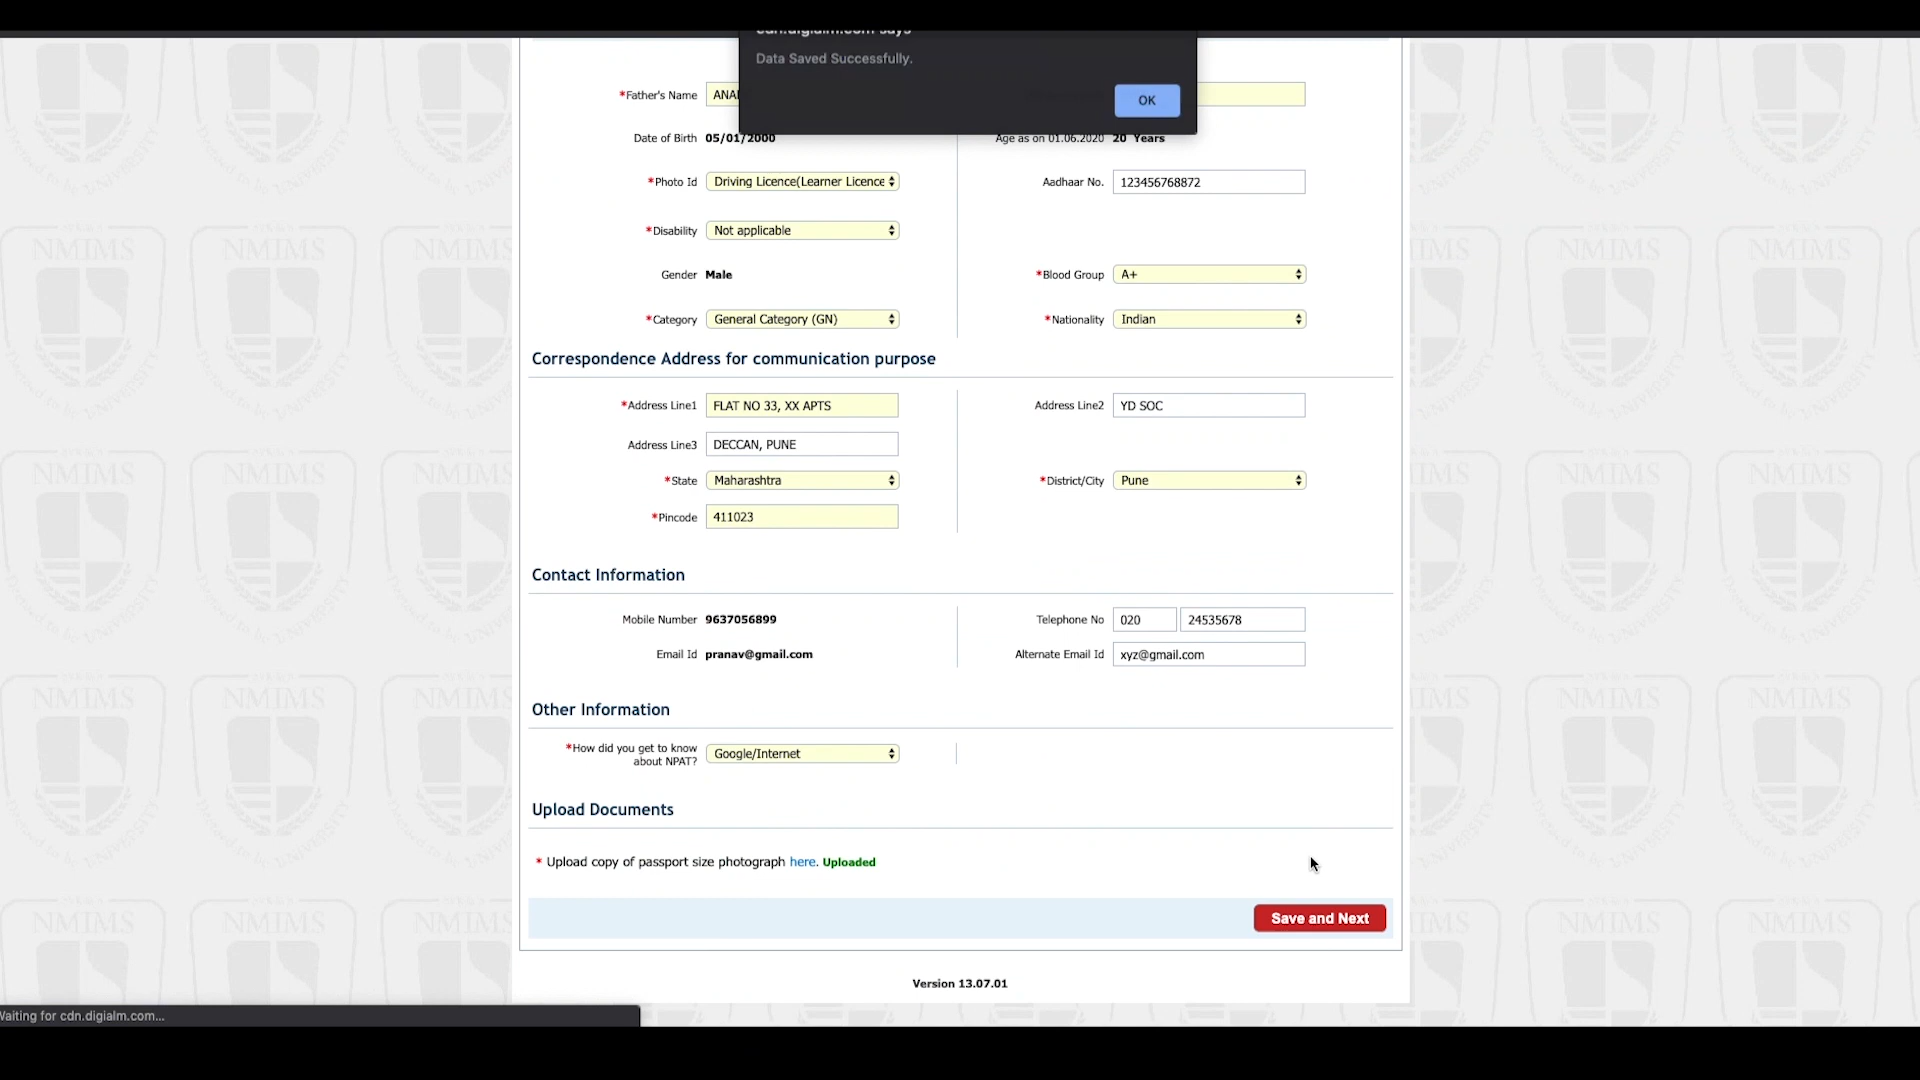 cdn.digialm.com says
Data Saved Successfully.
OK
*Father's Name
Date of Birth 05/01/2000 Age as on 01.06.2020 20 Years
*Photo Id Driving Licence(Learner Licence Aadhaar No. 123456768872
*Disability Not applicable
Gender Male *Blood Group A+
*Category General Category (GN) *Nationality Indian
Correspondence Address for communication purpose
*Address Line1 FLAT NO 33, XX APTS Address Line2 YD SOC
Address Line3 DECCAN, PUNE
*State Maharashtra *District/City Pune
*Pincode 411023
Contact Information
Mobile Number 9637056899 Telephone No 020 24535678
Email Id pranav@gmail.com Alternate Email Id xyz@gmail.com
Other Information
*How did you get to know
about NPAT? Google/Internet
Upload Documents
* Upload copy of passport size photograph here. Uploaded
Save and Next
Version 13.07.01
Waiting for cdn.digialm.com...
NMIMS